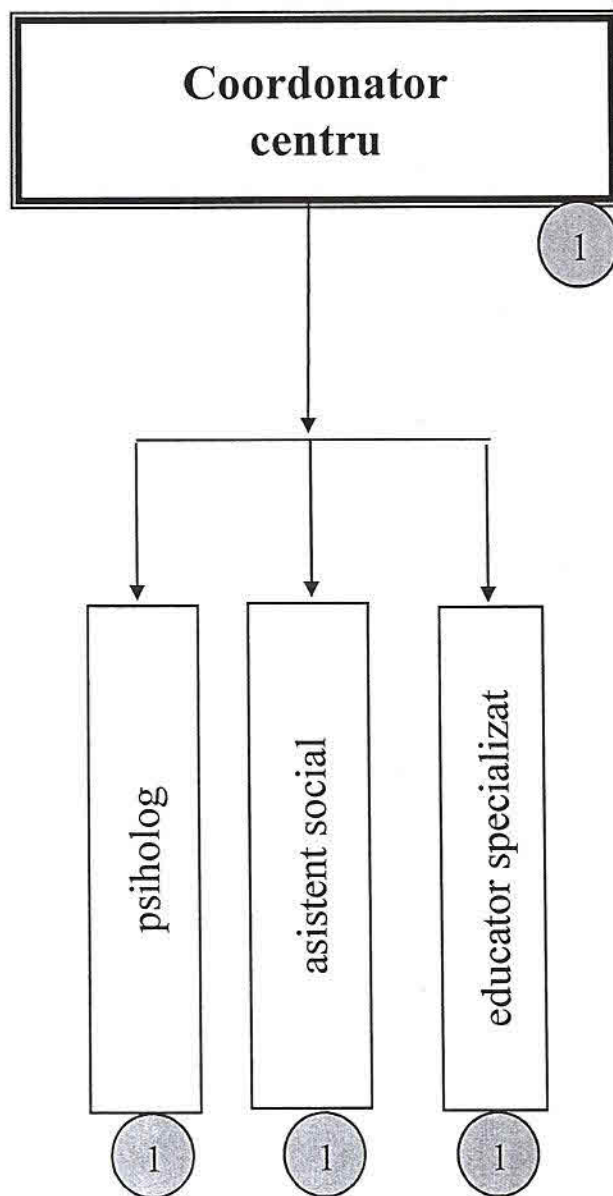 Coordonator
centru
1
psiholog
asistent social
educator specializat
1
1
1